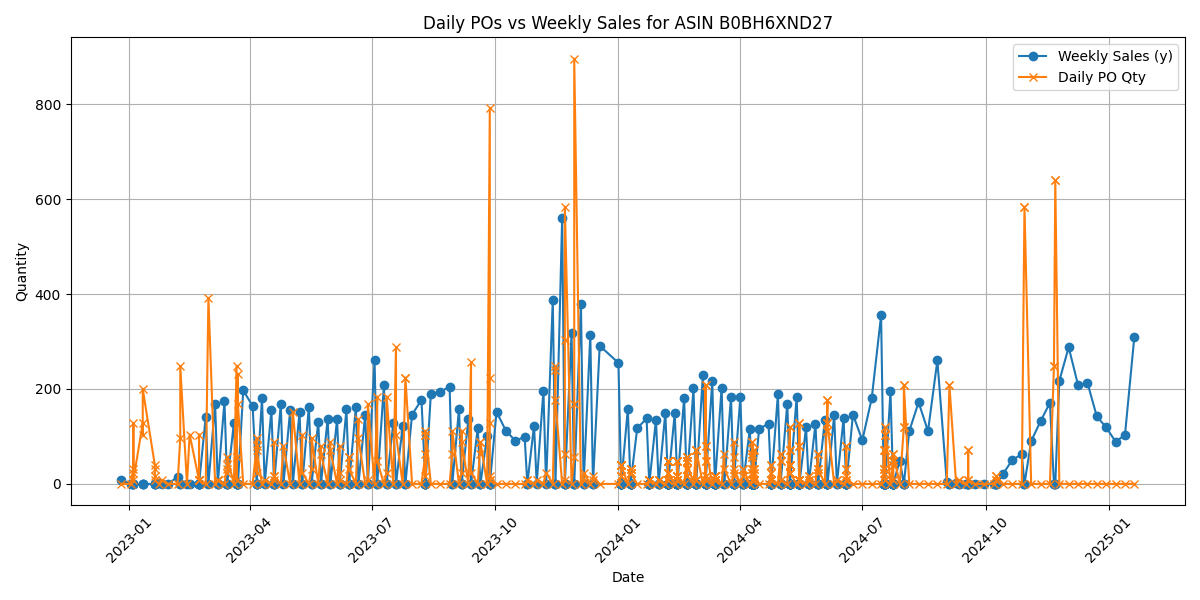 Daily POs vs Weekly Sales for ASIN B0BH6XND27
Weekly Sales (y)
Daily PO Qty
800
600
400
200
0
Quantity
2023-01
2023-04
2023-07
2023-10
2024-01
2024-04
2024-07
2024-10
2025-01
Date